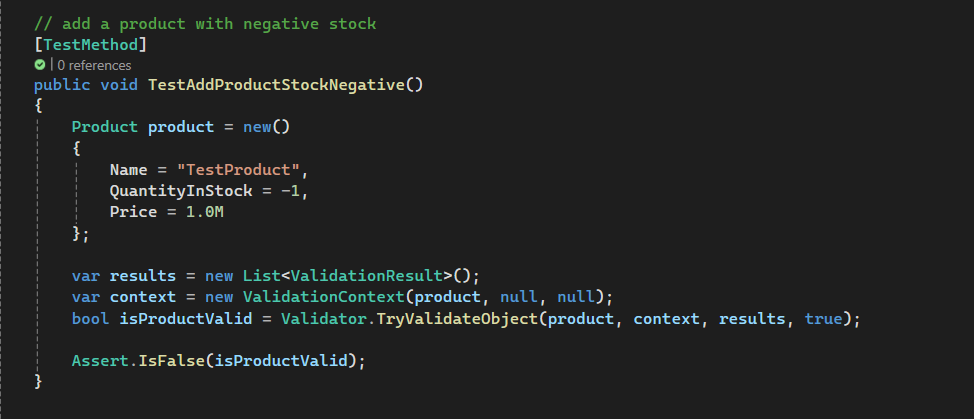 // add a product with negative stock
[TestMethod]
| 0 references
public void TestAddProductStockNegative()
{
    Product product = new()
    {
        Name = "TestProduct",
        QuantityInStock = -1,
        Price = 1.0M
    };

    var results = new List<ValidationResult>();
    var context = new ValidationContext(product, null, null);
    bool isProductValid = Validator.TryValidateObject(product, context, results, true);

    Assert.IsFalse(isProductValid);
}